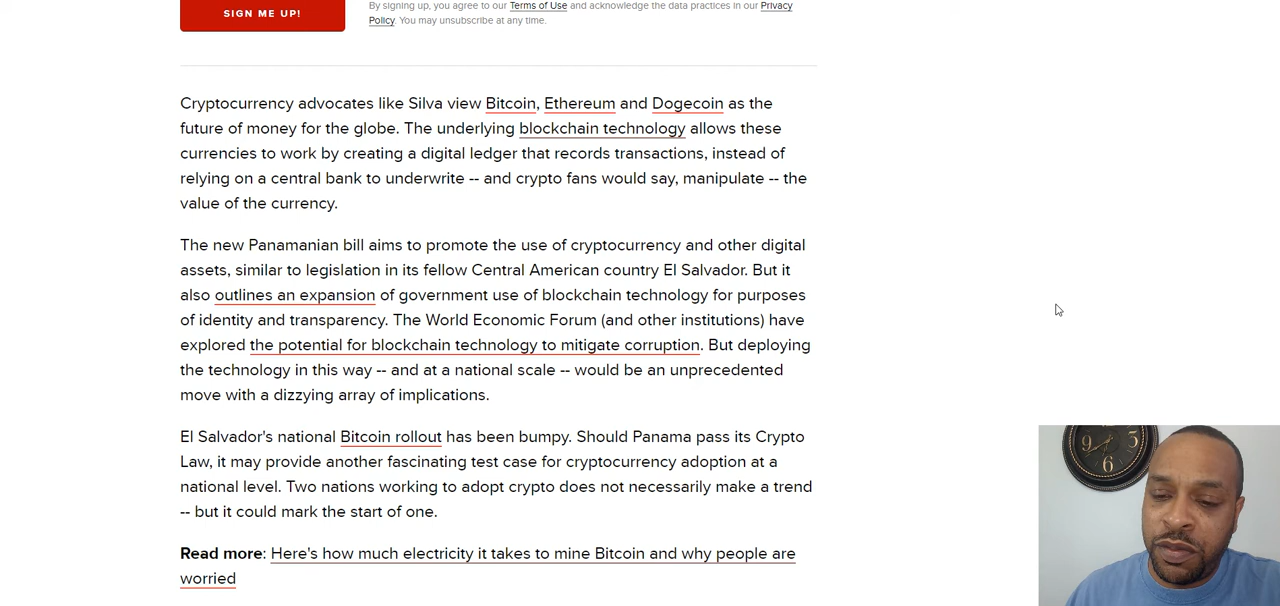 SIGN ME UP!
By signing up, you agree to our Terms of Use and acknowledge the data practices in our Privacy
Policy. You may unsubscribe at any time.
Cryptocurrency advocates like Silva view Bitcoin, Ethereum and Dogecoin as the
future of money for the globe. The underlying blockchain technology allows these
currencies to work by creating a digital ledger that records transactions, instead of
relying on a central bank to underwrite -- and crypto fans would say, manipulate -- the
value of the currency.
The new Panamanian bill aims to promote the use of cryptocurrency and other digital
assets, similar to legislation in its fellow Central American country El Salvador. But it
also outlines an expansion of government use of blockchain technology for purposes
of identity and transparency. The World Economic Forum (and other institutions) have
explored the potential for blockchain technology to mitigate corruption. But deploying
the technology in this way -- and at a national scale -- would be an unprecedented
move with a dizzying array of implications.
El Salvador's national Bitcoin rollout has been bumpy. Should Panama pass its Crypto
Law, it may provide another fascinating test case for cryptocurrency adoption at a
national level. Two nations working to adopt crypto does not necessarily make a trend
-- but it could mark the start of one.
Read more: Here's how much electricity it takes to mine Bitcoin and why people are
worried
9 3
6